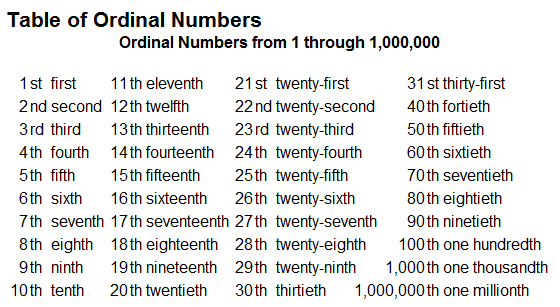 Table of Ordinal Numbers
Ordinal Numbers from 1 through 1,000,000
1st first 11th eleventh 21st twenty-first 31st thirty-first
2nd second 12th twelfth 22nd twenty-second 40th fortieth
3rd third 13th thirteenth 23rd twenty-third 50th fiftieth
4th fourth 14th fourteenth 24th twenty-fourth 60th sixtieth
5th fifth 15th fifteenth 25th twenty-fifth 70th seventieth
6th sixth 16th sixteenth 26th twenty-sixth 80th eightieth
7th seventh 17th seventeenth 27th twenty-seventh 90th ninetieth
8th eighth 18th eighteenth 28th twenty-eighth 100th one hundredth
9th ninth 19th nineteenth 29th twenty-ninth 1,000th one thousandth
10th tenth 20th twentieth 30th thirtieth 1,000,000th one millionth